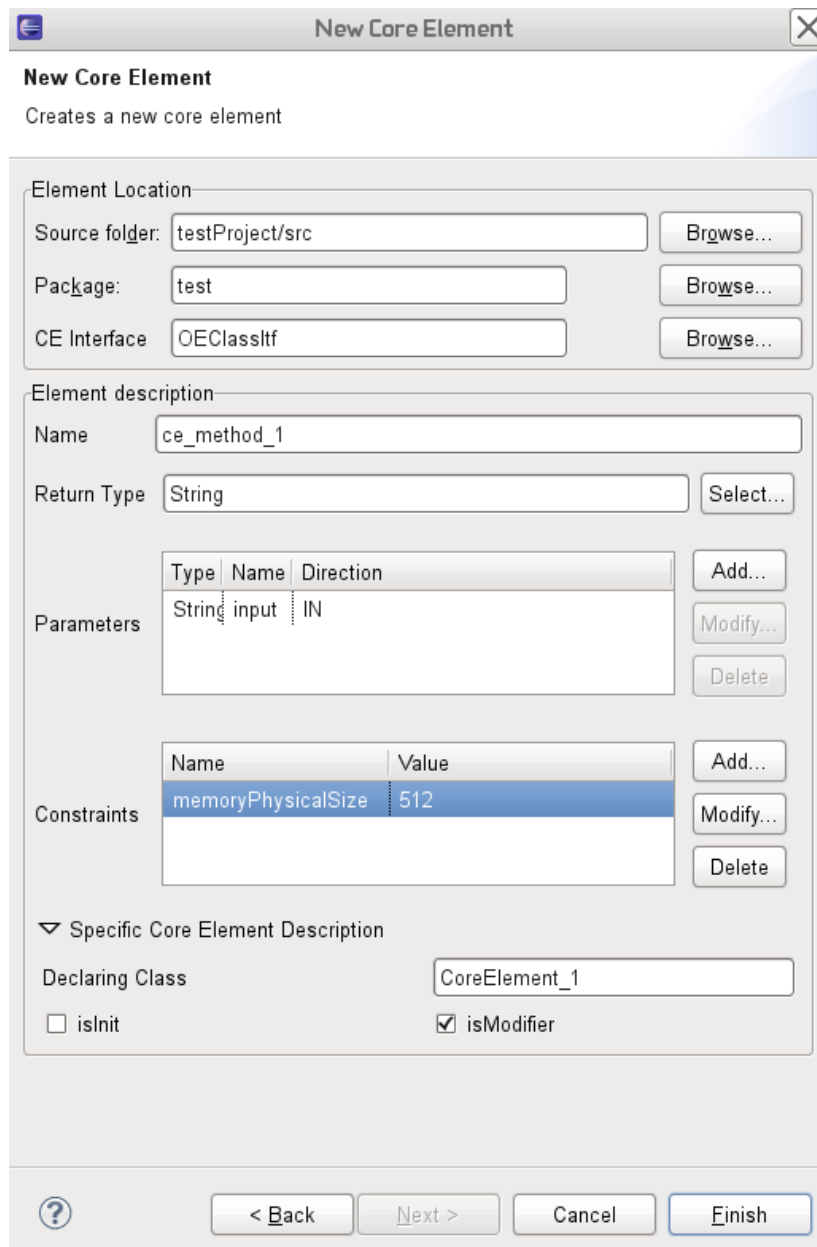 New Core Element
New Core Element
Creates a new core element
Element Location
Source folder: testProject/src Browse...
Package: test Browse...
CE Interface OEClassItf Browse...
Element description
Name ce_method_1
Return Type String Select...
Type Name Direction Add...
Parameters String input IN Modify...
Delete
Name Value Add...
Constraints memoryPhysicalSize 512 Modify...
Delete
Specific Core Element Description
Declaring Class CoreElement_1
isInit isModifier
? < Back Next > Cancel Finish